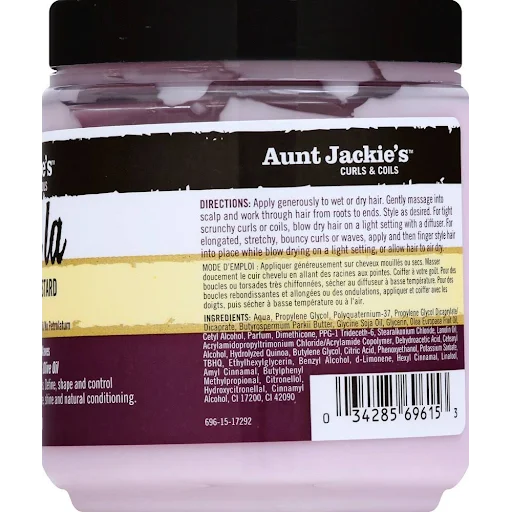 Aunt Jackie's™
CURLS & COILS
e's™
es
la
TARD
No Petrolatum
Olive Oil
Define, shape and control
shine and natural conditioning.
DIRECTIONS: Apply generously to wet or dry hair. Gently massage into
scalp and work through hair from roots to ends. Style as desired. For tight
scrunchy curls or coils, blow dry hair on a light setting with a diffuser. For
elongated, stretchy, bouncy curls or waves, apply and then finger style hair
into place while blow drying on a light setting, or allow hair to air dry.
MODE D'EMPLOI : Appliquer généreusement sur cheveux mouillés ou secs. Masser
doucement le cuir chevelu en allant des racines aux pointes. Coiffer à votre goût. Pour des
boucles ou torsades très chiffonnées, sécher au diffuseur à basse température. Pour des
boucles rebondissantes et allongées ou des ondulations, appliquer et coiffer avec les
doigts, puis sécher à basse température ou à l'air.
INGREDIENTS: Aqua, Propylene Glycol, Polyquaternium-37, Propylene Glycol Dicaprylate/
Dicaprate, Butyrospermum Parkii Butter, Glycine Soja Oil, Glycerin, Olea Europaea Fruit Oil,
Cetyl Alcohol, Parfum, Dimethicone, PPG-1 Trideceth-6, Stearalkonium Chloride, Lanolin Oil,
Acrylamidopropyltrimonium Chloride/Acrylamide Copolymer, Dehydroacetic Acid, Cetearyl
Alcohol, Hydrolyzed Quinoa, Butylene Glycol, Citric Acid, Phenoxyethanol, Potassium Sorbate,
TBHQ, Ethylhexylglycerin, Benzyl Alcohol, d-Limonene, Hexyl Cinnamal, Linalool,
Amyl Cinnamal, Butylphenyl
Methylpropional, Citronellol,
Hydroxycitronellal, Cinnamyl
Alcohol, CI 17200, CI 42090
696-15-17292
0 34285 69615 3